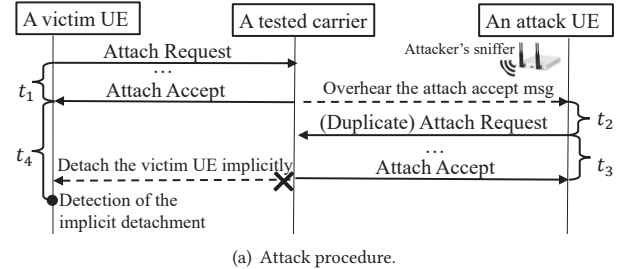 A victim UE
A tested carrier
An attack UE
Attach Request
Attacker's sniffer
...
t1
Attach Accept
Overhear the attach accept msg
t2
(Duplicate) Attach Request
t4
...
Detach the victim UE implicitly
Attach Accept
t3
Detection of the
implicit detachment
(a) Attack procedure.